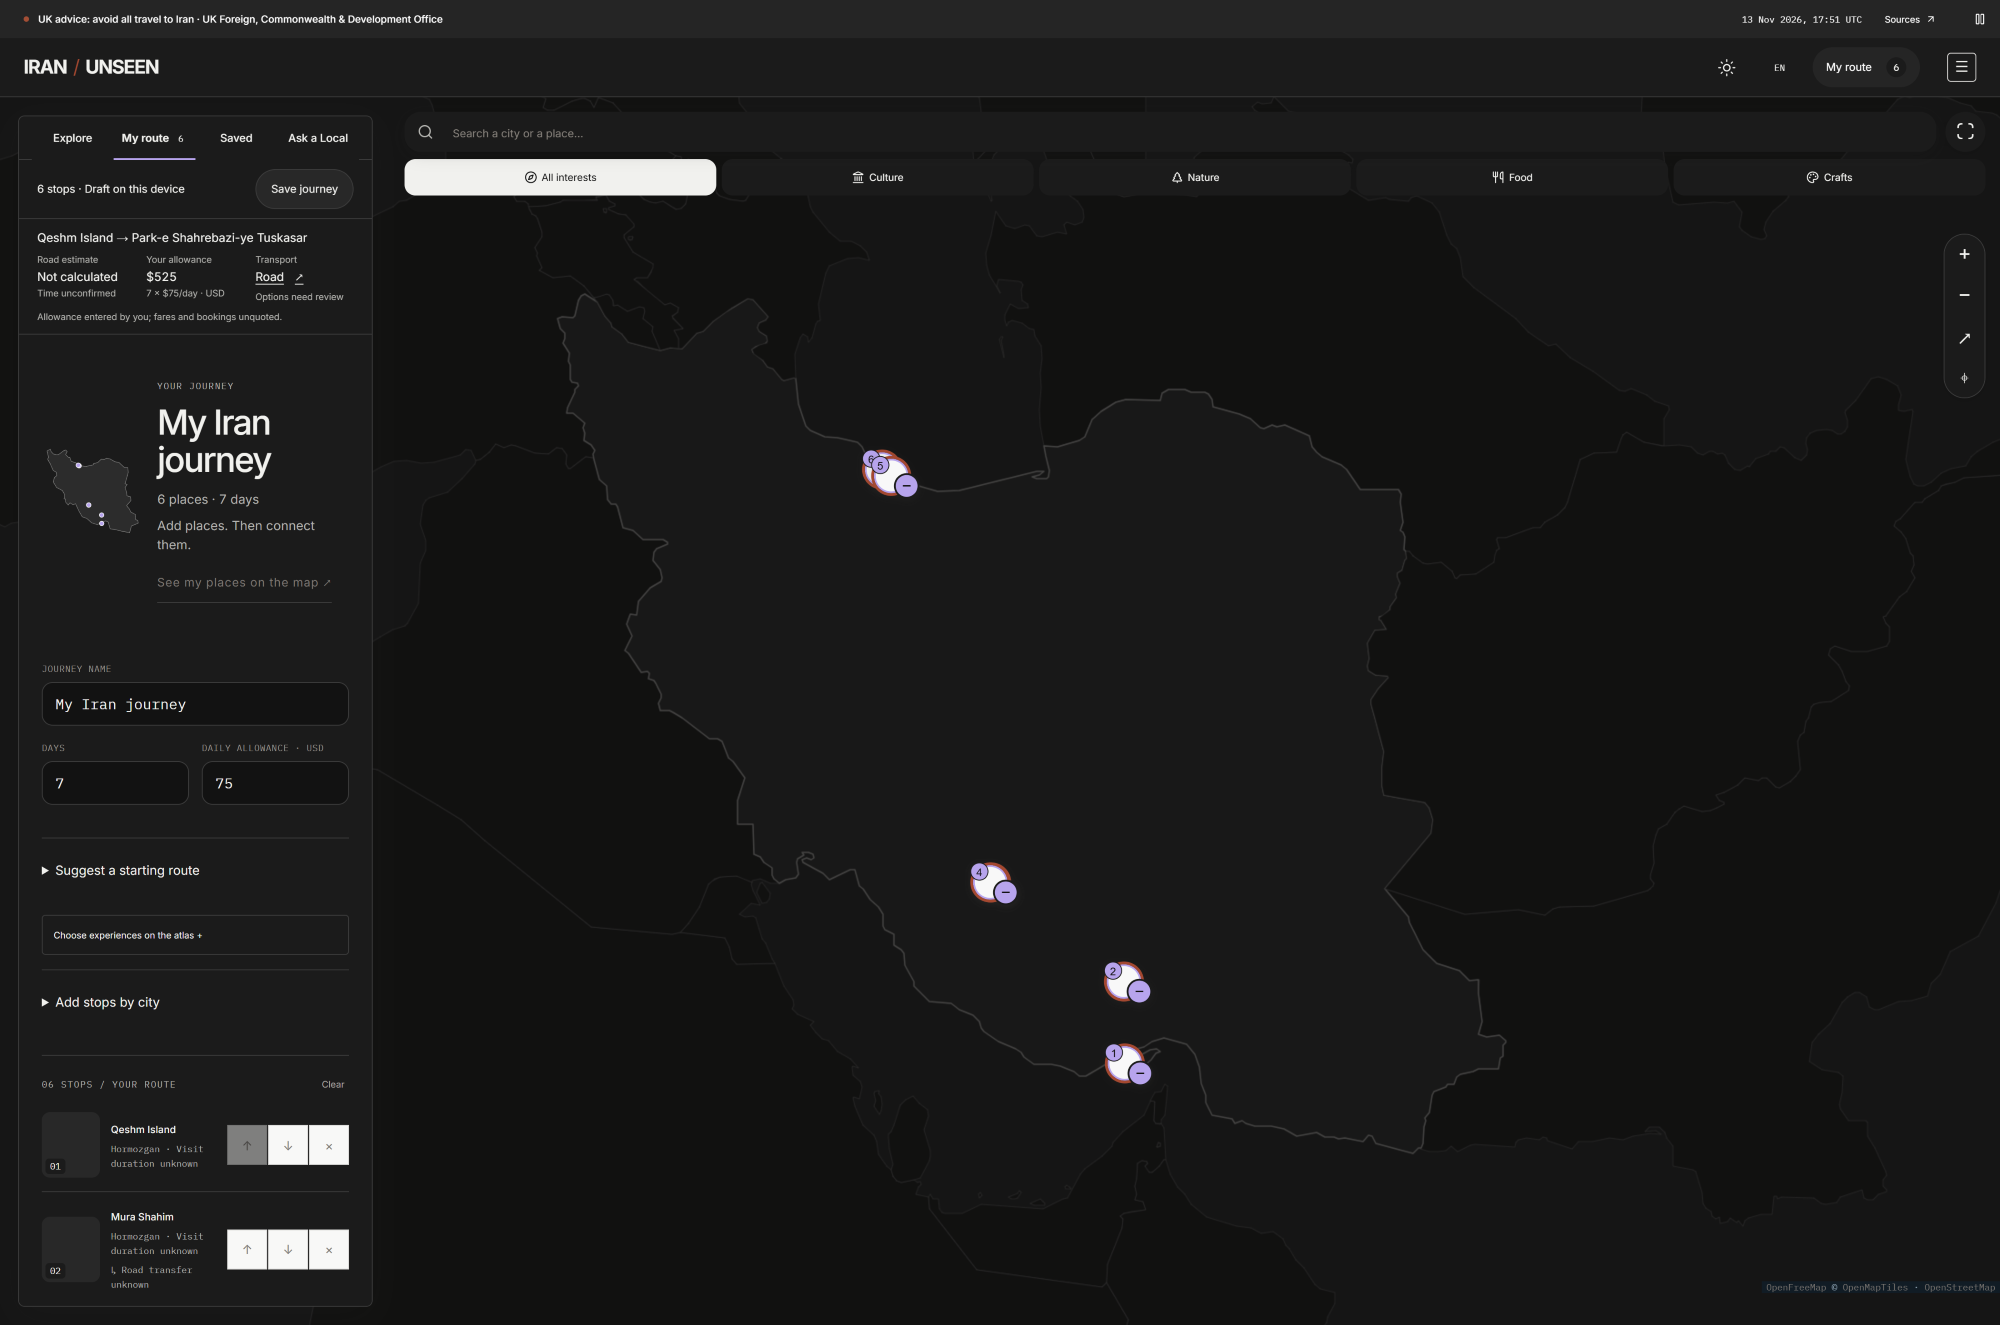 UK advice: avoid all travel to Iran · UK Foreign, Commonwealth & Development Office
13 Nov 2026, 17:51 UTC
Sources ↗
IRAN / UNSEEN
EN
My route 6
Explore
My route 6
Saved
Ask a Local
6 stops · Draft on this device
Save journey
Qeshm Island → Park-e Shahrebazi-ye Tuskasar
Road estimate
Not calculated
Time unconfirmed
Your allowance
$525
7 × $75/day · USD
Transport
Road ↗
Options need review
Allowance entered by you; fares and bookings unquoted.
YOUR JOURNEY
My Iran
journey
6 places · 7 days
Add places. Then connect
them.
See my places on the map ↗
JOURNEY NAME
My Iran journey
DAYS
7
DAILY ALLOWANCE · USD
75
▶ Suggest a starting route
Choose experiences on the atlas +
▶ Add stops by city
06 STOPS / YOUR ROUTE
Clear
01
Qeshm Island
Hormozgan · Visit
duration unknown
↑ ↓ ×
02
Mura Shahim
Hormozgan · Visit
duration unknown
↳ Road transfer
unknown
↑ ↓ ×
Search a city or a place...
All interests
Culture
Nature
Food
Crafts
+
−
↗
6
5
−
4
−
2
−
1
−
OpenFreeMap © OpenMapTiles · OpenStreetMap